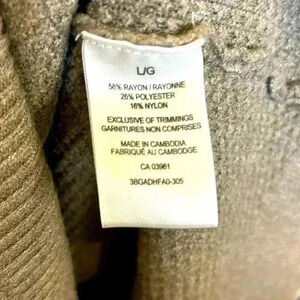 L/G
58% RAYON / RAYONNE
26% POLYESTER
16% NYLON
EXCLUSIVE OF TRIMMINGS
GARNITURES NON COMPRISES
MADE IN CAMBODIA
FABRIQUÉ AU CAMBODGE
CA 03961
3BGADHFA0-305